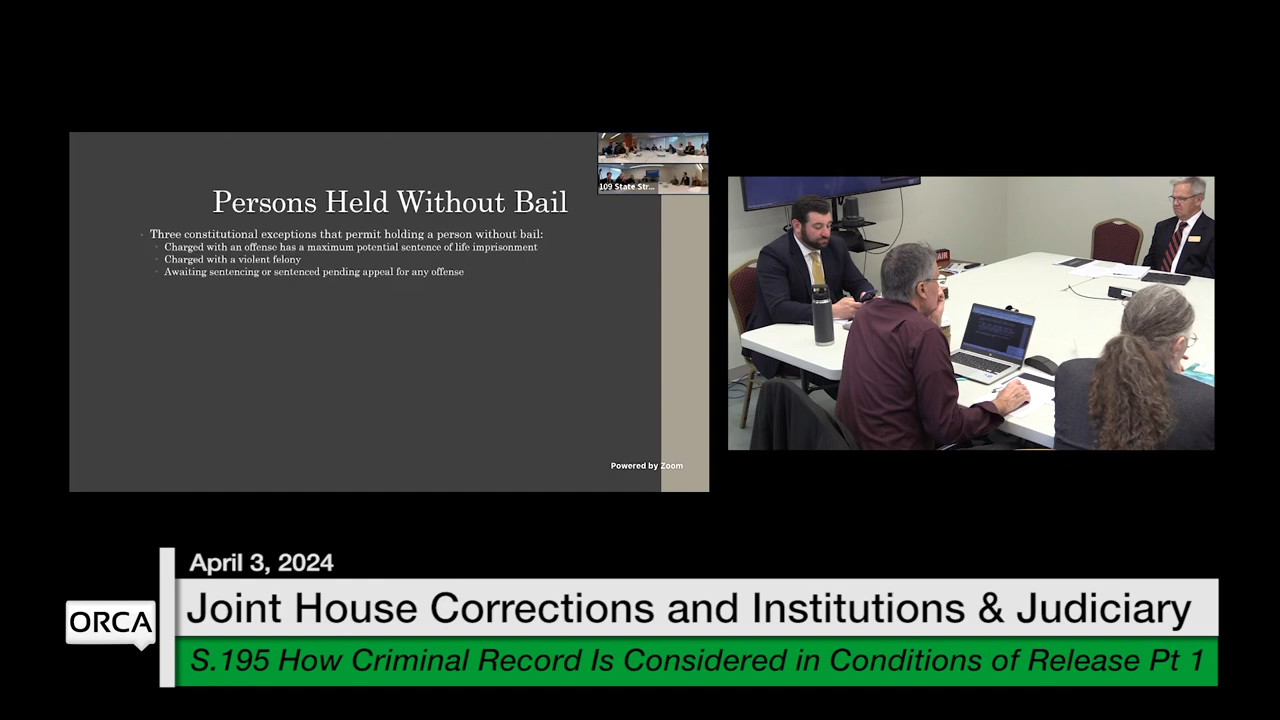 Persons Held Without Bail
Three constitutional exceptions that permit holding a person without bail:
Charged with an offense has a maximum potential sentence of life imprisonment
Charged with a violent felony
Awaiting sentencing or sentenced pending appeal for any offense
109 State Str...
Powered by Zoom
April 3, 2024
ORCA
Joint House Corrections and Institutions & Judiciary
S.195 How Criminal Record Is Considered in Conditions of Release Pt 1